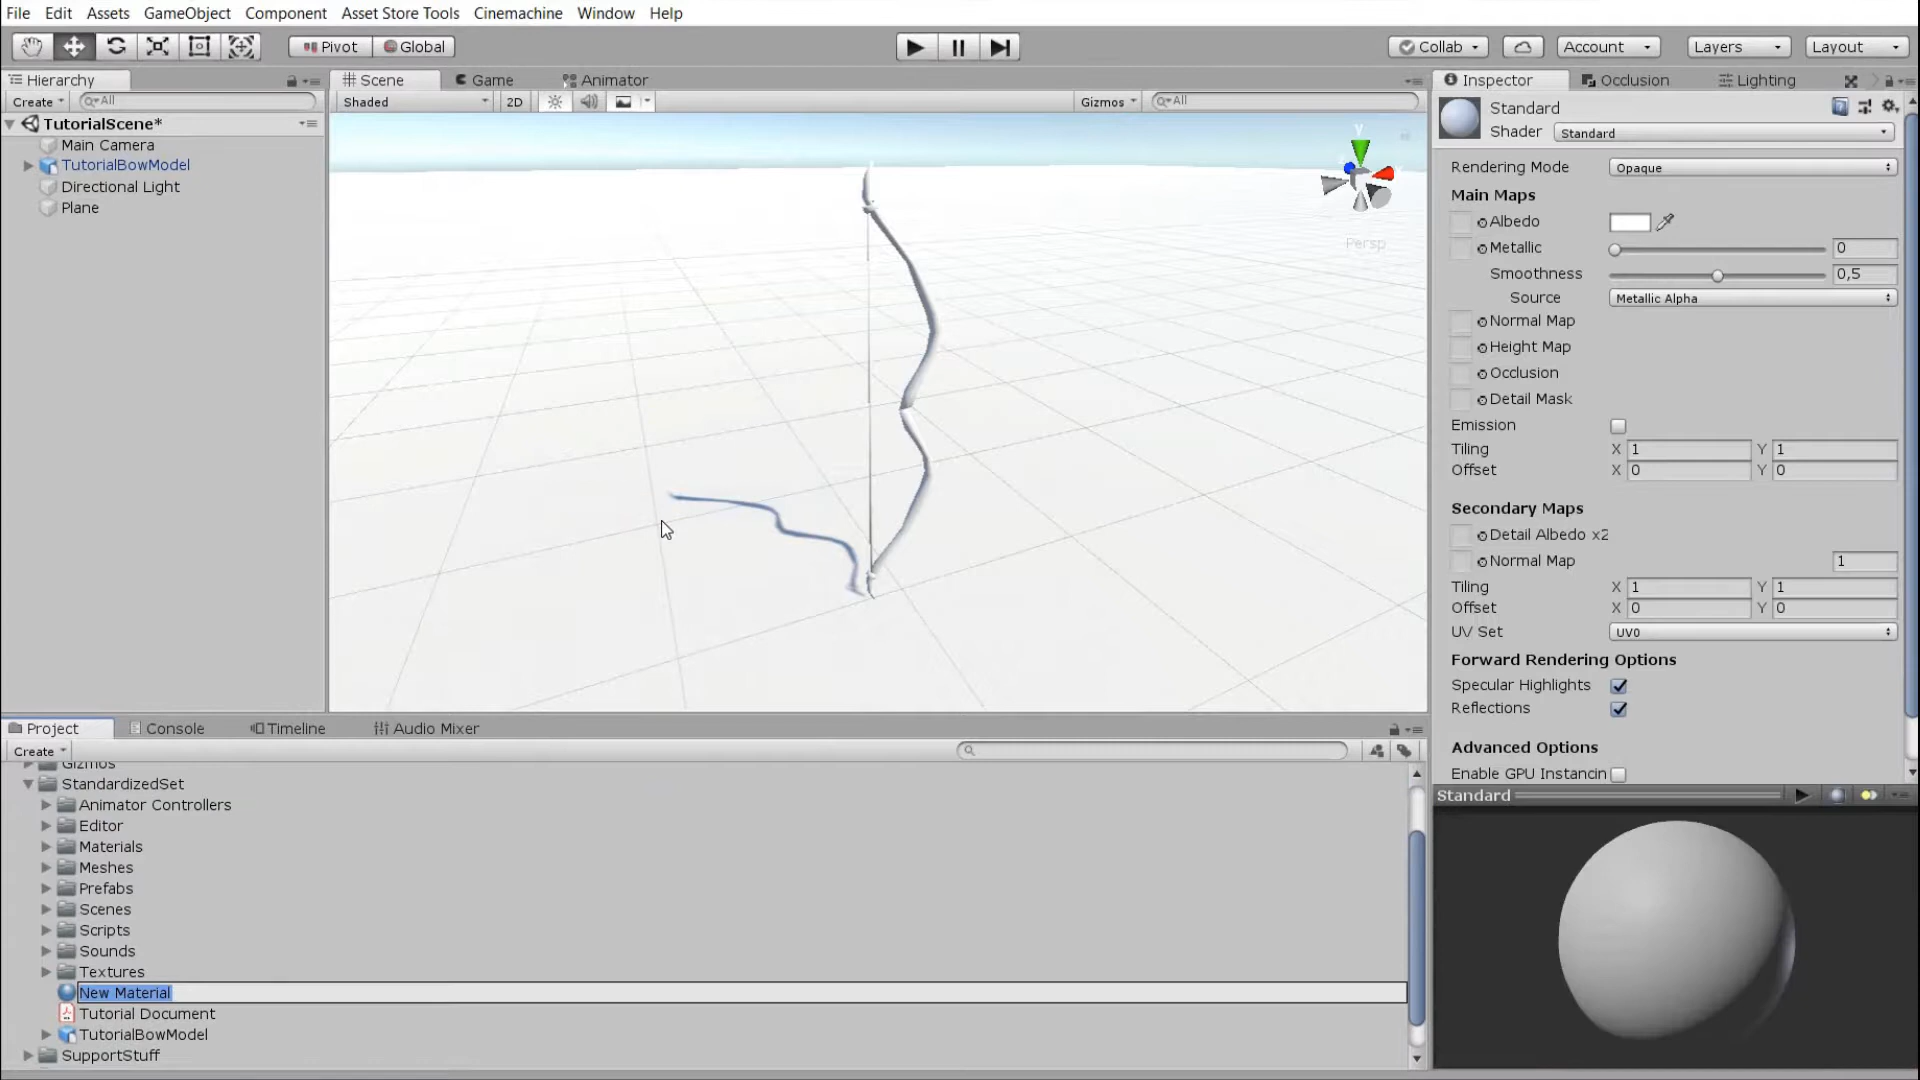 File Edit Assets GameObject Component Asset Store Tools Cinemachine Window Help
Pivot Global Collab Account Layers Layout
Hierarchy
Create All
TutorialScene*
Main Camera
TutorialBowModel
Directional Light
Plane
Scene Game Animator
Shaded 2D Gizmos All
y
Persp
Inspector Occlusion Lighting
Standard
Shader Standard
Rendering Mode Opaque
Main Maps
Albedo
Metallic 0
Smoothness 0,5
Source Metallic Alpha
Normal Map
Height Map
Occlusion
Detail Mask
Emission
Tiling X 1 Y 1
Offset X 0 Y 0
Secondary Maps
Detail Albedo x2
Normal Map 1
Tiling X 1 Y 1
Offset X 0 Y 0
UV Set UV0
Forward Rendering Options
Specular Highlights
Reflections
Advanced Options
Enable GPU Instancin
Standard
Project Console Timeline Audio Mixer
Create
Gizmos
StandardizedSet
Animator Controllers
Editor
Materials
Meshes
Prefabs
Scenes
Scripts
Sounds
Textures
New Material
Tutorial Document
TutorialBowModel
SupportStuff